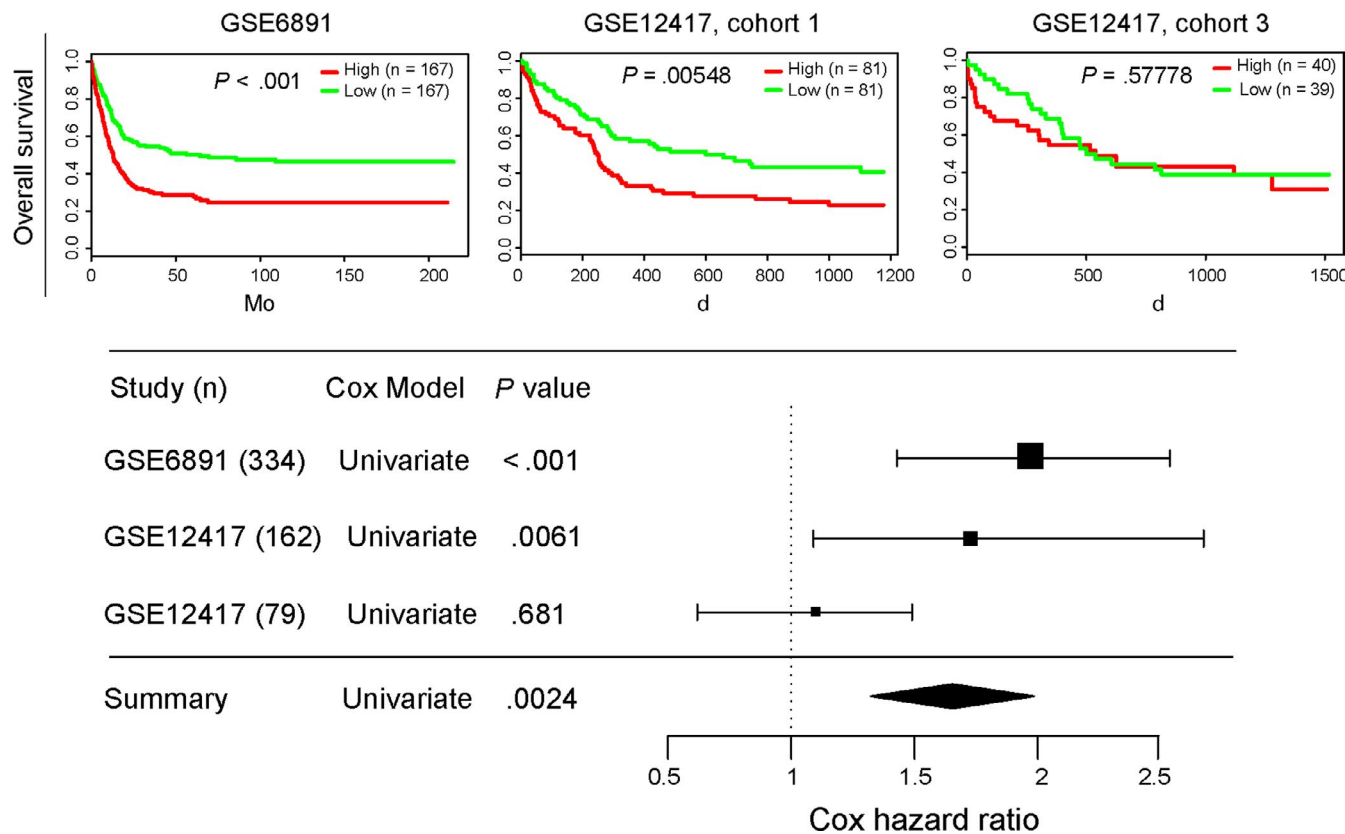 GSE6891
GSE12417, cohort 1
GSE12417, cohort 3
Overall survival
0.0 0.2 0.4 0.6 0.8 1.0
P < .001
High (n = 167)
Low (n = 167)
0 50 100 150 200
Mo
0.0 0.2 0.4 0.6 0.8 1.0
P = .00548
High (n = 81)
Low (n = 81)
0 200 400 600 800 1000 1200
d
0.0 0.2 0.4 0.6 0.8 1.0
P = .57778
High (n = 40)
Low (n = 39)
0 500 1000 1500
d
Study (n) Cox Model P value
GSE6891 (334) Univariate <.001
GSE12417 (162) Univariate .0061
GSE12417 (79) Univariate .681
Summary Univariate .0024
0.5 1 1.5 2 2.5
Cox hazard ratio